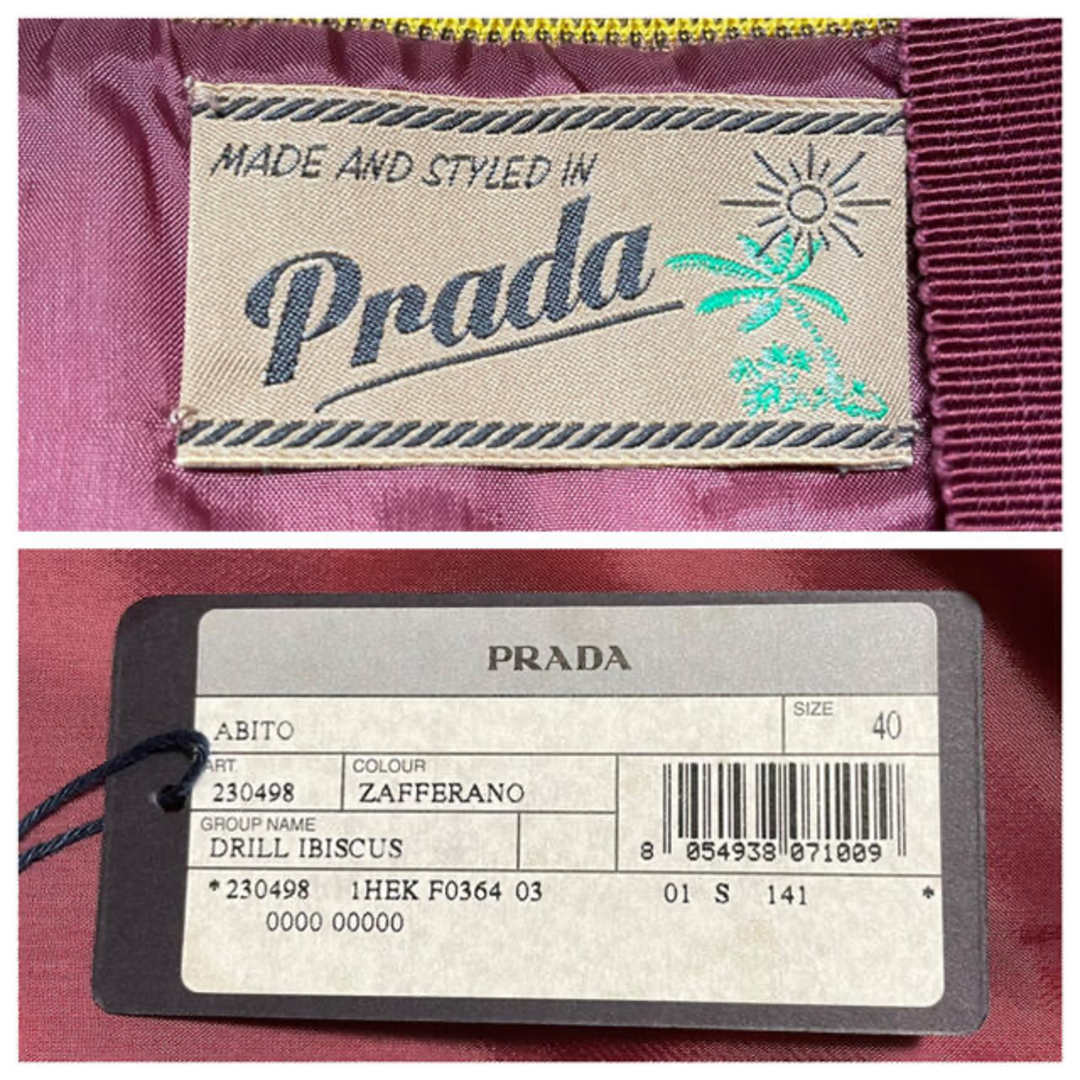 MADE AND STYLED IN
Prada
PRADA
ABITO
SIZE 40
ART.
230498
COLOUR
ZAFFERANO
GROUP NAME
DRILL IBISCUS
8 054938 071009
*230498 1HEK F0364 03 01 S 141 *
0000 00000